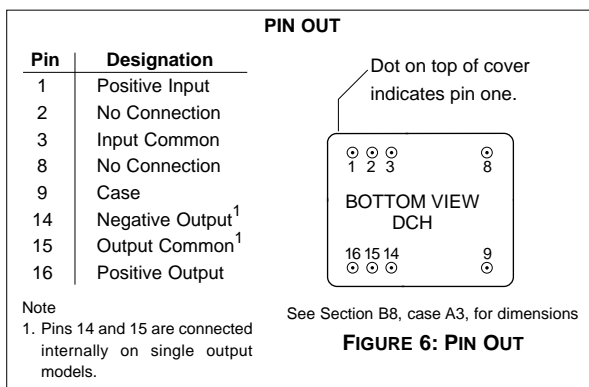 PIN OUT
Pin Designation
1 Positive Input
2 No Connection
3 Input Common
8 No Connection
9 Case
14 Negative Output1
15 Output Common1
16 Positive Output
Note
1. Pins 14 and 15 are connected
internally on single output
models.
Dot on top of cover
indicates pin one.
1 2 3 8
BOTTOM VIEW
DCH
16 15 14 9
See Section B8, case A3, for dimensions
FIGURE 6: PIN OUT